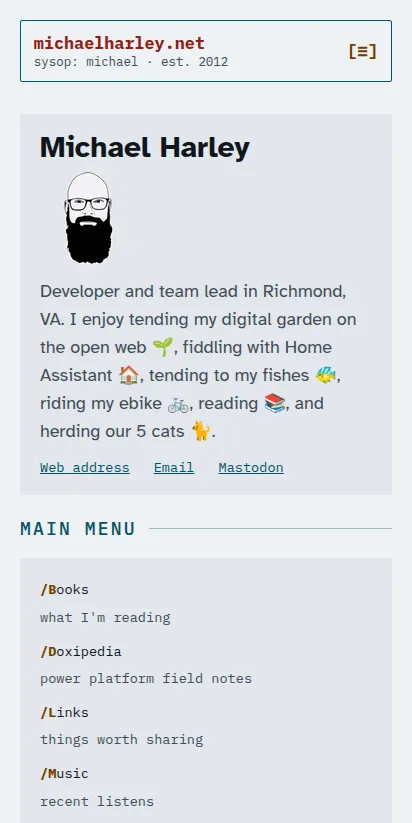 michaelharley.net
sysop: michael · est. 2012
[≡]
Michael Harley
Developer and team lead in Richmond,
VA. I enjoy tending my digital garden on
the open web 🌱, fiddling with Home
Assistant 🏠, tending to my fishes 🐠,
riding my ebike 🚲, reading 📚, and
herding our 5 cats 🐈.
Web address Email Mastodon
MAIN MENU
/Books
what I'm reading
/Doxipedia
power platform field notes
/Links
things worth sharing
/Music
recent listens